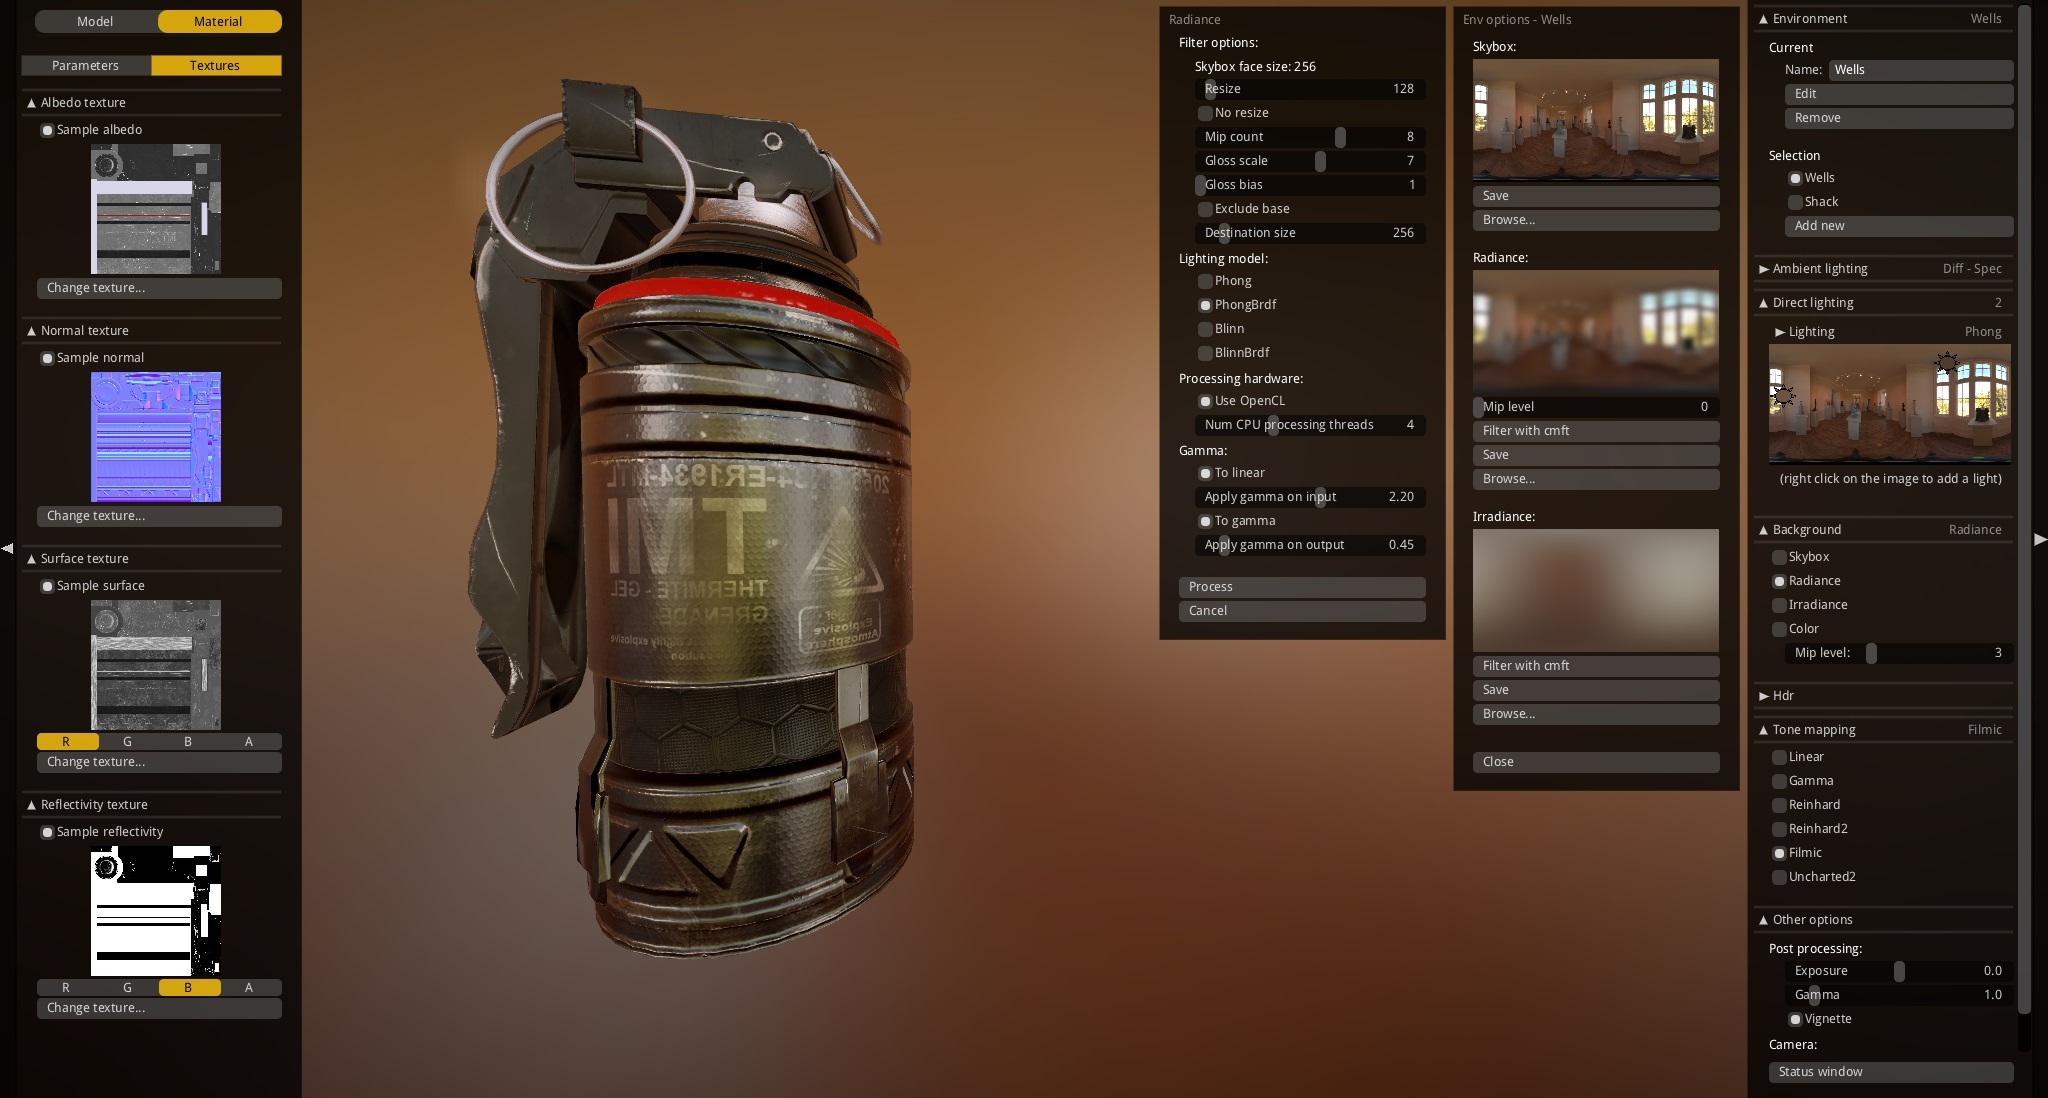 Model
Material
Parameters
Textures
Albedo texture
Sample albedo
Change texture...
Normal texture
Sample normal
Change texture...
Surface texture
Sample surface
R G B A
Change texture...
Reflectivity texture
Sample reflectivity
R G B A
Change texture...
ER1934-MTL
THERMITE - GEL
GRENADE
Explosive
Atmosphere
Radiance
Filter options:
Skybox face size: 256
Resize 128
No resize
Mip count 8
Gloss scale 7
Gloss bias 1
Exclude base
Destination size 256
Lighting model:
Phong
PhongBrdf
Blinn
BlinnBrdf
Processing hardware:
Use OpenCL
Num CPU processing threads 4
Gamma:
To linear
Apply gamma on input 2.20
To gamma
Apply gamma on output 0.45
Process
Cancel
Env options - Wells
Skybox:
Save
Browse...
Radiance:
Mip level 0
Filter with cmft
Save
Browse...
Irradiance:
Filter with cmft
Save
Browse...
Close
Environment Wells
Current
Name: Wells
Edit
Remove
Selection
Wells
Shack
Add new
Ambient lighting Diff - Spec
Direct lighting 2
Lighting Phong
(right click on the image to add a light)
Background Radiance
Skybox
Radiance
Irradiance
Color
Mip level: 3
Hdr
Tone mapping Filmic
Linear
Gamma
Reinhard
Reinhard2
Filmic
Uncharted2
Other options
Post processing:
Exposure 0.0
Gamma 1.0
Vignette
Camera:
Status window